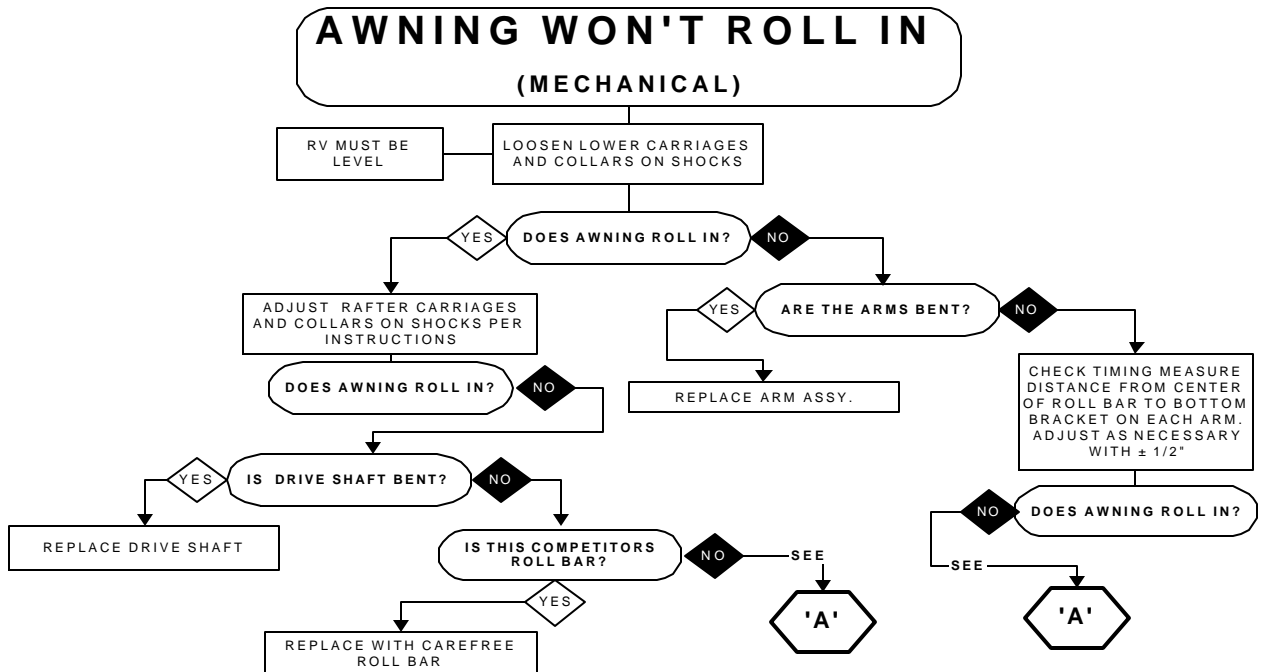 AWNING WON'T ROLL IN
(MECHANICAL)
RV MUST BE
LEVEL
LOOSEN LOWER CARRIAGES
AND COLLARS ON SHOCKS
YES
DOES AWNING ROLL IN?
NO
ADJUST RAFTER CARRIAGES
AND COLLARS ON SHOCKS PER
INSTRUCTIONS
YES
ARE THE ARMS BENT?
NO
DOES AWNING ROLL IN?
NO
REPLACE ARM ASSY.
CHECK TIMING MEASURE
DISTANCE FROM CENTER
OF ROLL BAR TO BOTTOM
BRACKET ON EACH ARM.
ADJUST AS NECESSARY
WITH ± 1/2"
YES
IS DRIVE SHAFT BENT?
NO
NO
DOES AWNING ROLL IN?
REPLACE DRIVE SHAFT
IS THIS COMPETITORS
ROLL BAR?
NO
SEE
SEE
YES
'A'
'A'
REPLACE WITH CAREFREE
ROLL BAR